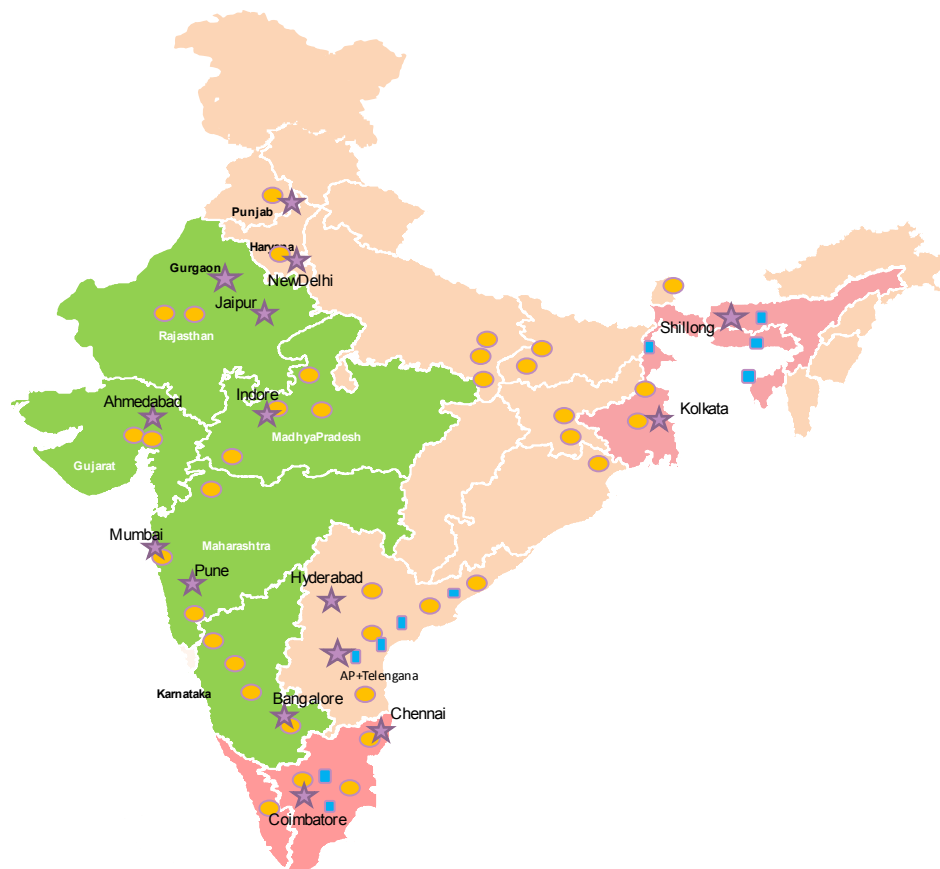 Punjab
Haryana
Gurgaon
NewDelhi
Jaipur
Rajasthan
Shillong
Ahmedabad
Indore
Kolkata
MadhyaPradesh
Gujarat
Mumbai
Maharashtra
Pune
Hyderabad
AP+Telengana
Karnataka
Bangalore
Chennai
Coimbatore